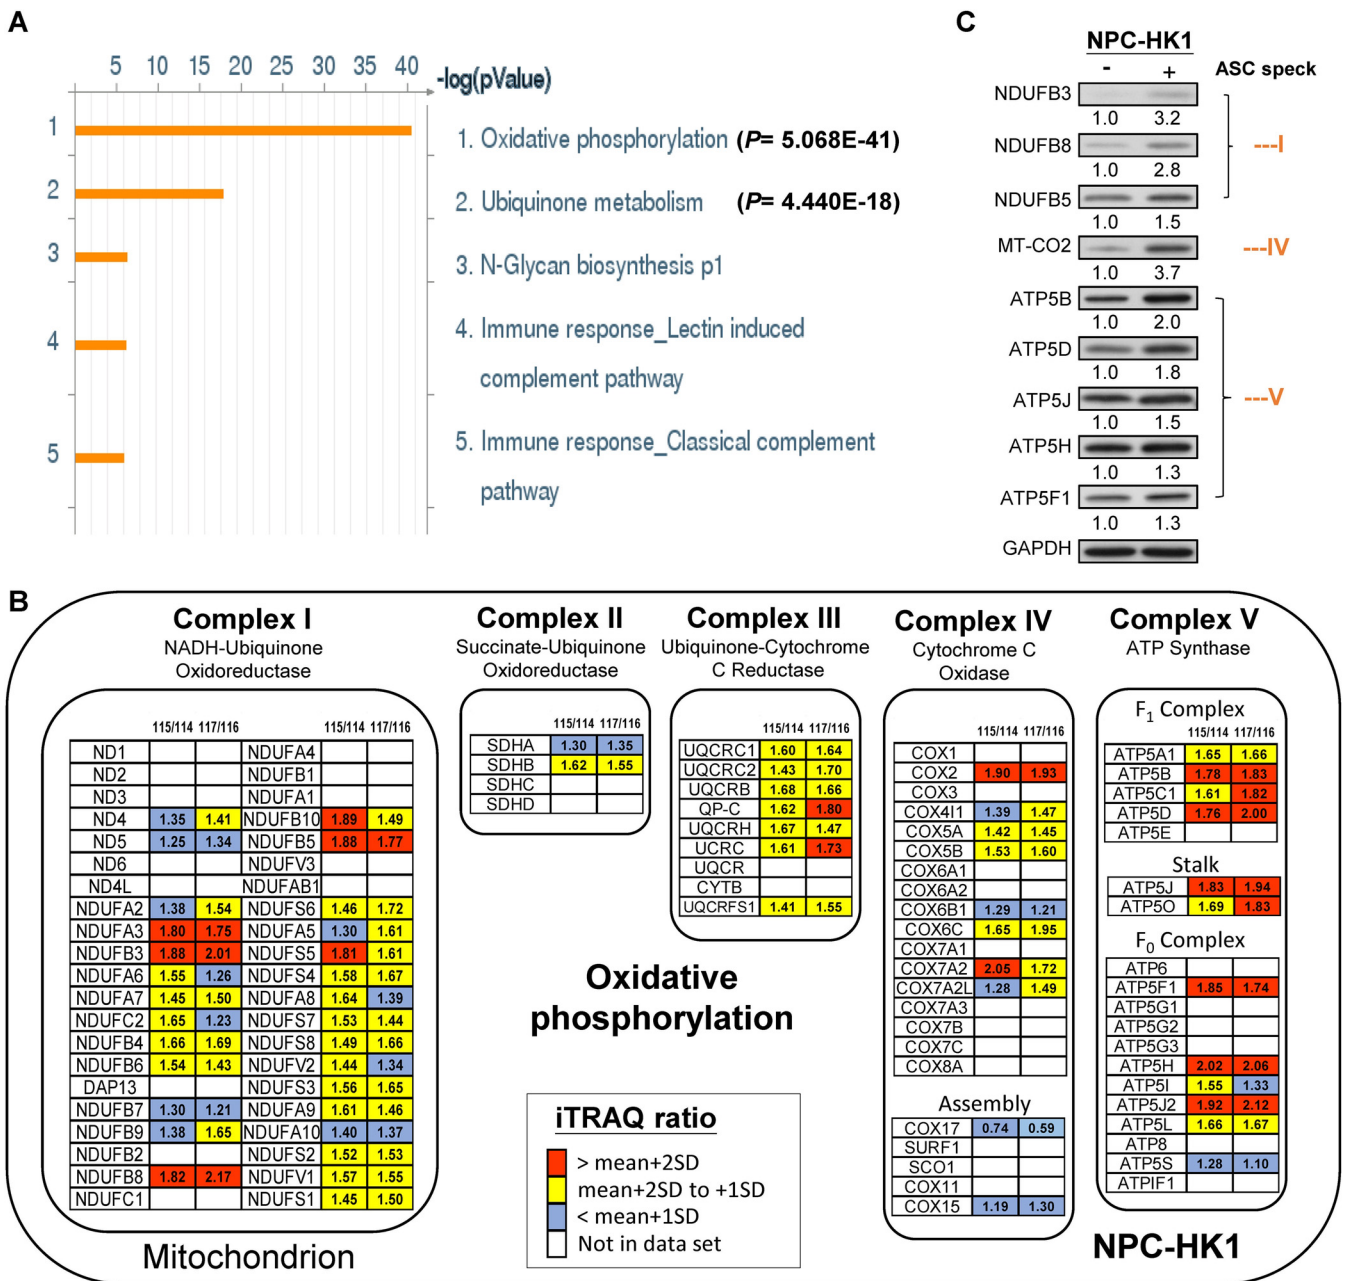 A
5 10 15 20 25 30 35 40
-log(pValue)
1
2
3
4
5
1. Oxidative phosphorylation (P= 5.068E-41)
2. Ubiquinone metabolism (P= 4.440E-18)
3. N-Glycan biosynthesis p1
4. Immune response_Lectin induced
complement pathway
5. Immune response_Classical complement
pathway
C
NPC-HK1
- + ASC speck
NDUFB3
1.0 3.2
NDUFB8
1.0 2.8
NDUFB5
1.0 1.5
---I
MT-CO2
1.0 3.7
---IV
ATP5B
1.0 2.0
ATP5D
1.0 1.8
ATP5J
1.0 1.5
ATP5H
1.0 1.3
ATP5F1
1.0 1.3
---V
GAPDH
B
Complex I
NADH-Ubiquinone
Oxidoreductase
115/114 117/116 115/114 117/116
ND1 NDUFA4
ND2 NDUFB1
ND3 NDUFA1
ND4 1.35 1.41 NDUFB10 1.89 1.49
ND5 1.25 1.34 NDUFB5 1.88 1.77
ND6 NDUFV3
ND4L NDUFAB1
NDUFA2 1.38 1.54 NDUFS6 1.46 1.72
NDUFA3 1.80 1.75 NDUFA5 1.30 1.61
NDUFB3 1.88 2.01 NDUFS5 1.81 1.61
NDUFA6 1.55 1.26 NDUFS4 1.58 1.67
NDUFA7 1.45 1.50 NDUFA8 1.64 1.39
NDUFC2 1.65 1.23 NDUFS7 1.53 1.44
NDUFB4 1.66 1.69 NDUFS8 1.49 1.66
NDUFB6 1.54 1.43 NDUFV2 1.44 1.34
DAP13 NDUFS3 1.56 1.65
NDUFB7 1.30 1.21 NDUFA9 1.61 1.46
NDUFB9 1.38 1.65 NDUFA10 1.40 1.37
NDUFB2 NDUFS2 1.52 1.53
NDUFB8 1.82 2.17 NDUFV1 1.57 1.55
NDUFC1 NDUFS1 1.45 1.50
Mitochondrion
Complex II
Succinate-Ubiquinone
Oxidoreductase
115/114 117/116
SDHA 1.30 1.35
SDHB 1.62 1.55
SDHC
SDHD
Complex III
Ubiquinone-Cytochrome
C Reductase
115/114 117/116
UQCRC1 1.60 1.64
UQCRC2 1.43 1.70
UQCRB 1.68 1.66
QP-C 1.62 1.80
UQCRH 1.67 1.47
UCRC 1.61 1.73
UQCR
CYTB
UQCRFS1 1.41 1.55
Oxidative
phosphorylation
iTRAQ ratio
> mean+2SD
mean+2SD to +1SD
< mean+1SD
Not in data set
Complex IV
Cytochrome C
Oxidase
115/114 117/116
COX1
COX2 1.90 1.93
COX3
COX4I1 1.39 1.47
COX5A 1.42 1.45
COX5B 1.53 1.60
COX6A1
COX6A2
COX6B1 1.29 1.21
COX6C 1.65 1.95
COX7A1
COX7A2 2.05 1.72
COX7A2L 1.28 1.49
COX7A3
COX7B
COX7C
COX8A
Assembly
COX17 0.74 0.59
SURF1
SCO1
COX11
COX15 1.19 1.30
Complex V
ATP Synthase
F1 Complex
115/114 117/116
ATP5A1 1.65 1.66
ATP5B 1.78 1.83
ATP5C1 1.61 1.82
ATP5D 1.76 2.00
ATP5E
Stalk
ATP5J 1.83 1.94
ATP5O 1.69 1.83
F0 Complex
ATP6
ATP5F1 1.85 1.74
ATP5G1
ATP5G2
ATP5G3
ATP5H 2.02 2.06
ATP5I 1.55 1.33
ATP5J2 1.92 2.12
ATP5L 1.66 1.67
ATP8
ATP5S 1.28 1.10
ATPIF1
NPC-HK1